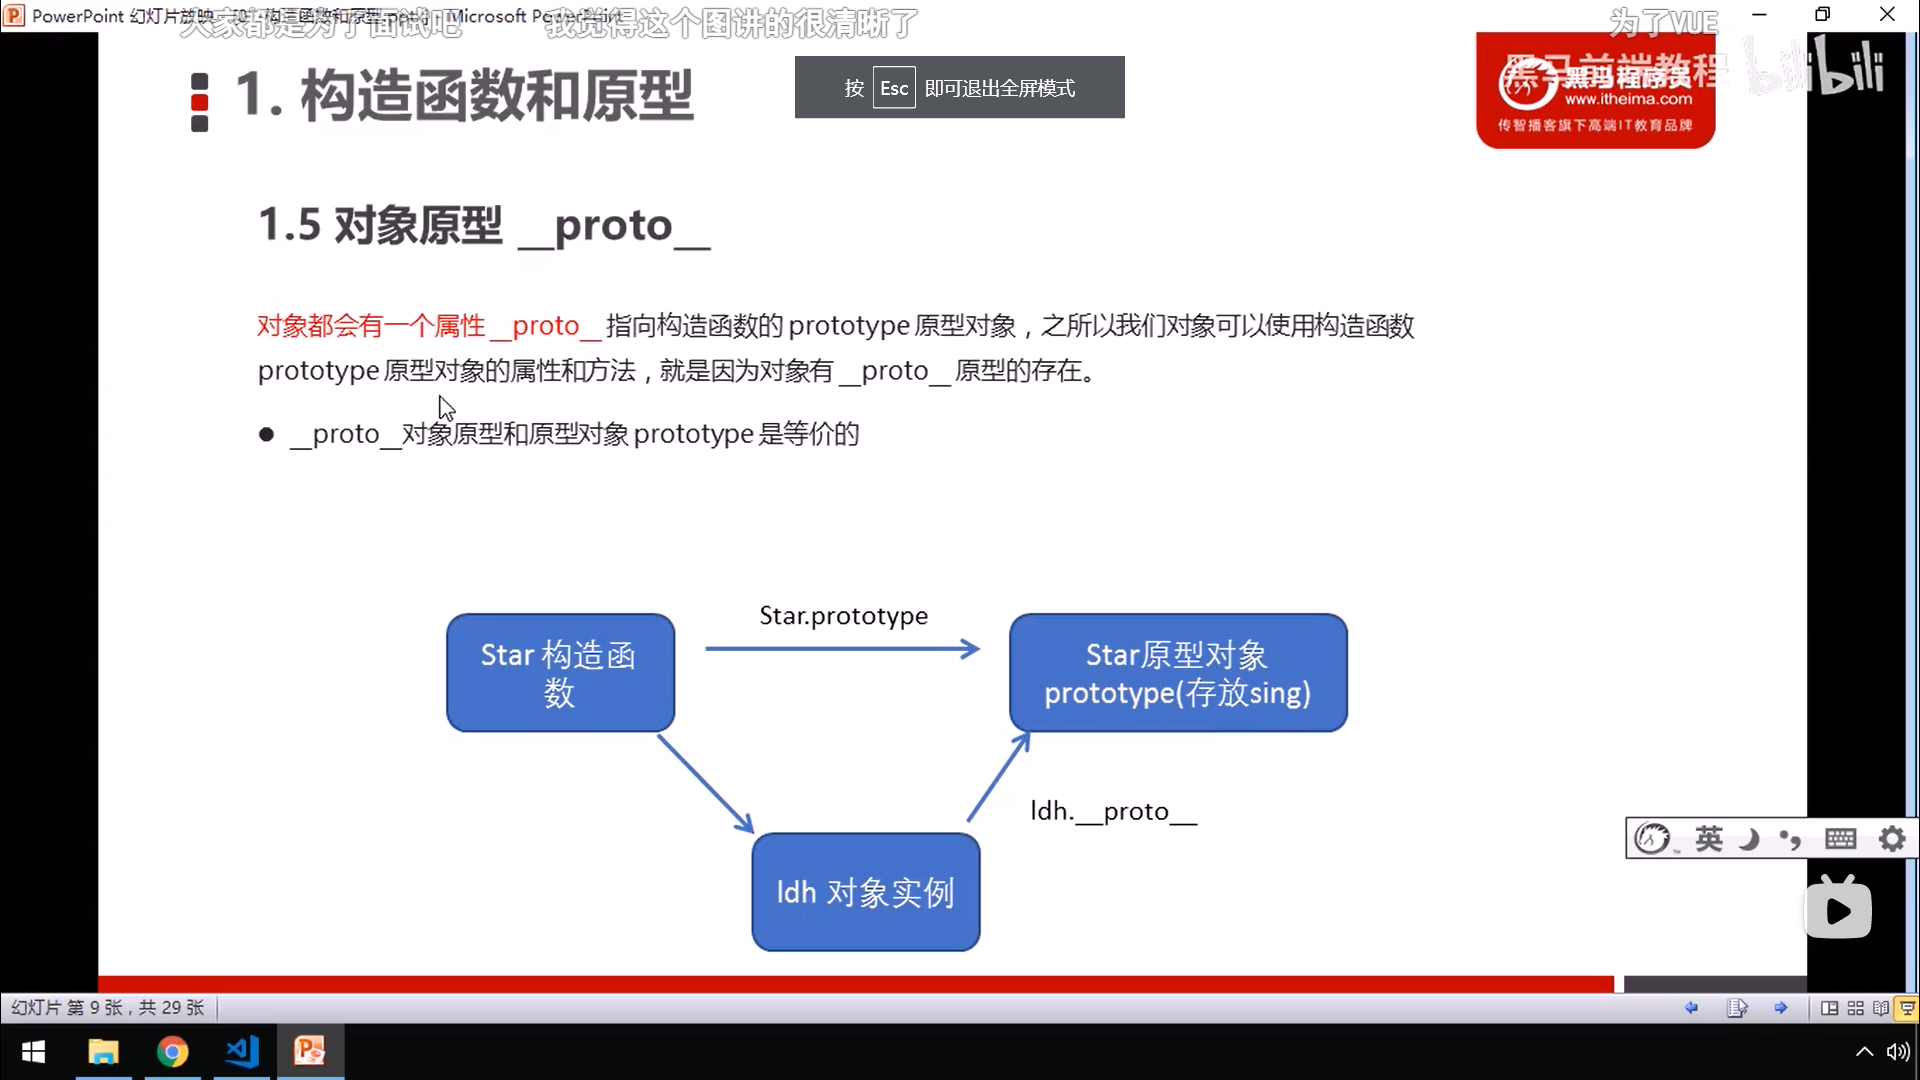 PowerPoint 幻灯片放映
Microsoft PowerPoint
大家都是为了面试吧
我觉得这个图讲的很清晰了
为了VUE
1. 构造函数和原型
按 Esc 即可退出全屏模式
黑马前端教程
bilibili
黑马程序员
www.itheima.com
传智播客旗下高端IT教育品牌
1.5 对象原型 __proto__
对象都会有一个属性 __proto__ 指向构造函数的 prototype 原型对象，之所以我们对象可以使用构造函数
prototype 原型对象的属性和方法，就是因为对象有 __proto__ 原型的存在。
● __proto__对象原型和原型对象 prototype 是等价的
Star.prototype
Star 构造函
数
Star原型对象
prototype(存放sing)
ldh.__proto__
ldh 对象实例
英
幻灯片 第 9 张，共 29 张